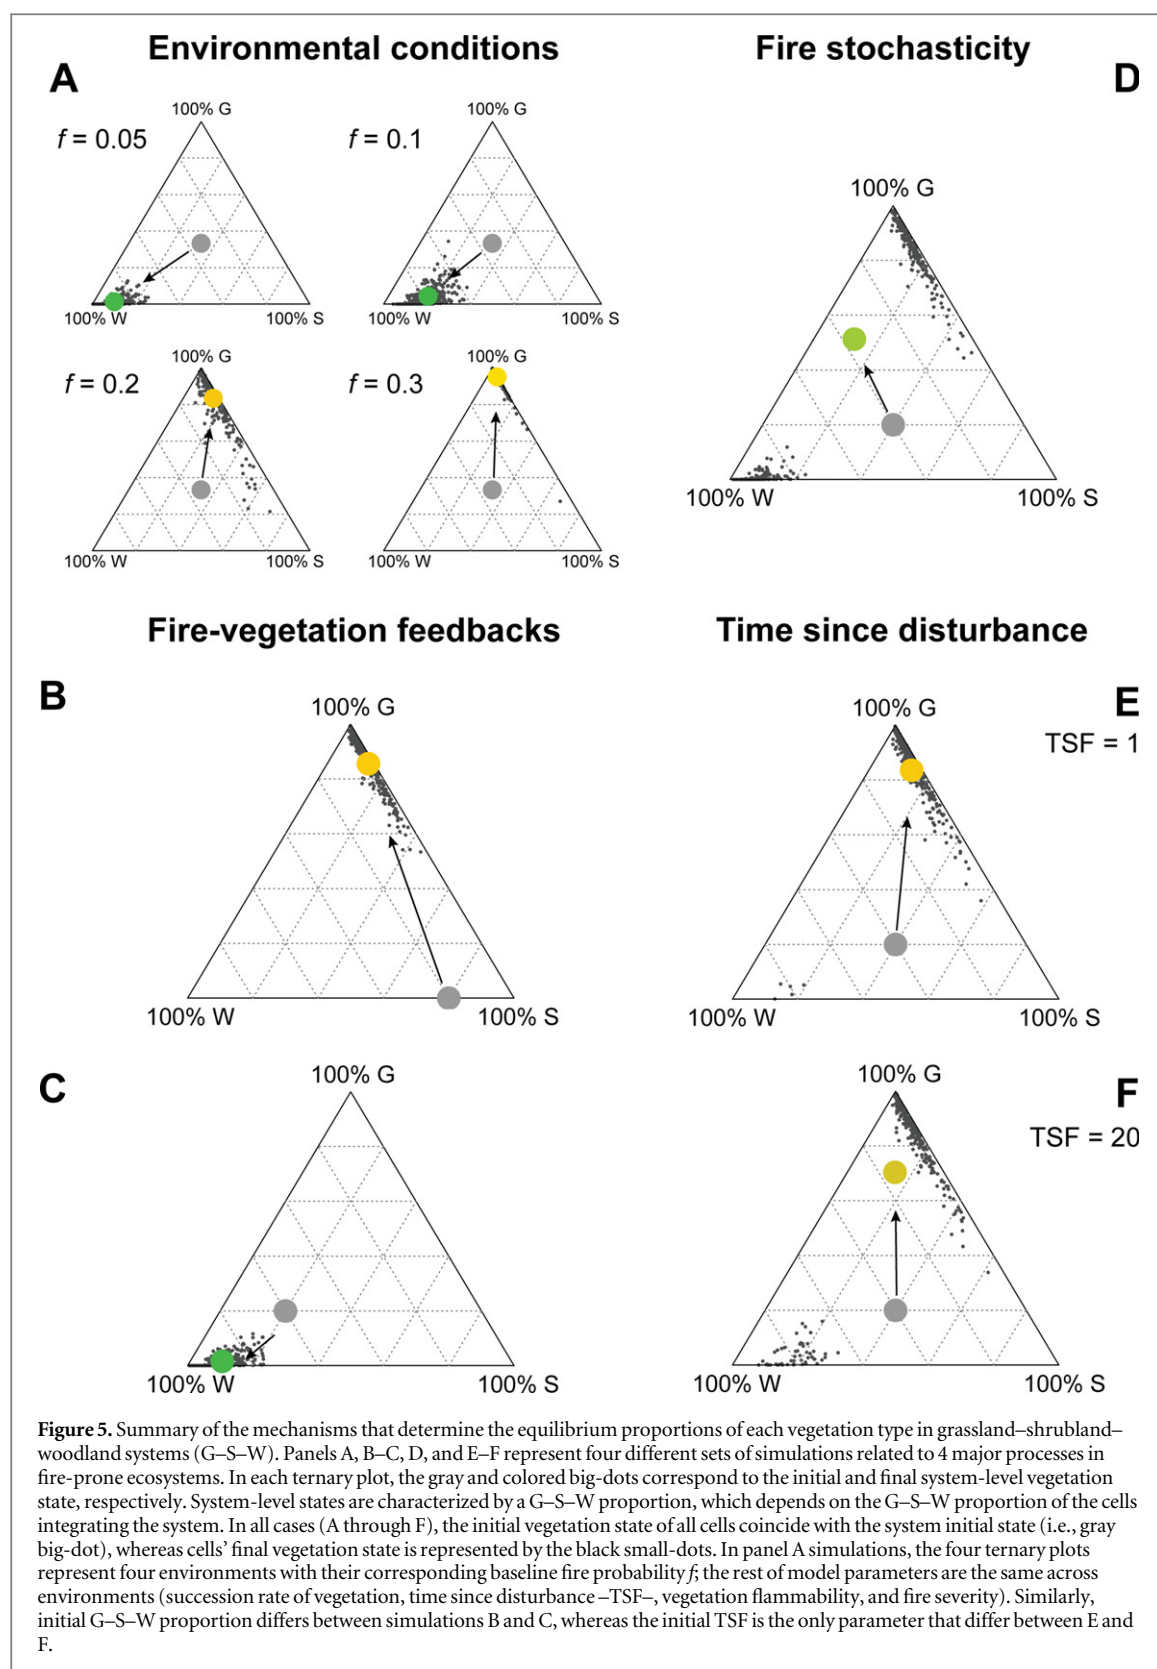 Environmental conditions
Fire stochasticity
A
D
100% G
100% G
f = 0.05
f = 0.1
100% G
100% W
100% S
100% W
100% S
100% G
100% G
f = 0.2
f = 0.3
100% W
100% S
100% W
100% S
100% W
100% S
Fire-vegetation feedbacks
Time since disturbance
B
E
100% G
100% G
TSF = 1
100% W
100% S
100% W
100% S
C
F
100% G
100% G
TSF = 20
100% W
100% S
100% W
100% S
Figure 5. Summary of the mechanisms that determine the equilibrium proportions of each vegetation type in grassland–shrubland–
woodland systems (G–S–W). Panels A, B–C, D, and E–F represent four different sets of simulations related to 4 major processes in
fire-prone ecosystems. In each ternary plot, the gray and colored big-dots correspond to the initial and final system-level vegetation
state, respectively. System-level states are characterized by a G–S–W proportion, which depends on the G–S–W proportion of the cells
integrating the system. In all cases (A through F), the initial vegetation state of all cells coincide with the system initial state (i.e., gray
big-dot), whereas cells' final vegetation state is represented by the black small-dots. In panel A simulations, the four ternary plots
represent four environments with their corresponding baseline fire probability f; the rest of model parameters are the same across
environments (succession rate of vegetation, time since disturbance –TSF–, vegetation flammability, and fire severity). Similarly,
initial G–S–W proportion differs between simulations B and C, whereas the initial TSF is the only parameter that differ between E and
F.